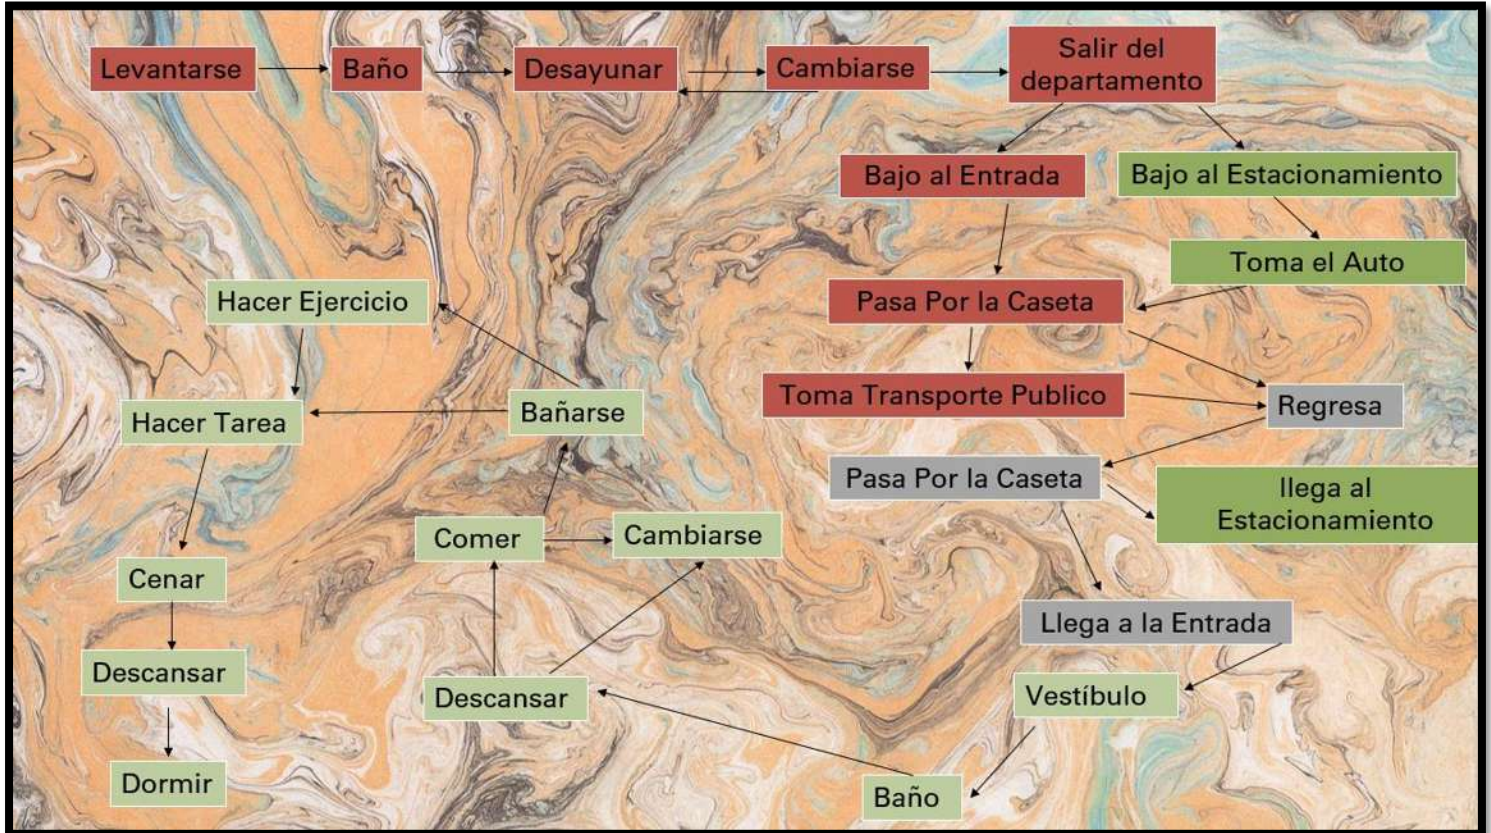 Levantarse
Baño
Desayunar
Cambiarse
Salir del
departamento
Bajo al Entrada
Bajo al Estacionamiento
Toma el Auto
Pasa Por la Caseta
Toma Transporte Publico
Regresa
Pasa Por la Caseta
llega al
Estacionamiento
Llega a la Entrada
Vestíbulo
Baño
Descansar
Comer
Cambiarse
Bañarse
Hacer Ejercicio
Hacer Tarea
Cenar
Descansar
Dormir